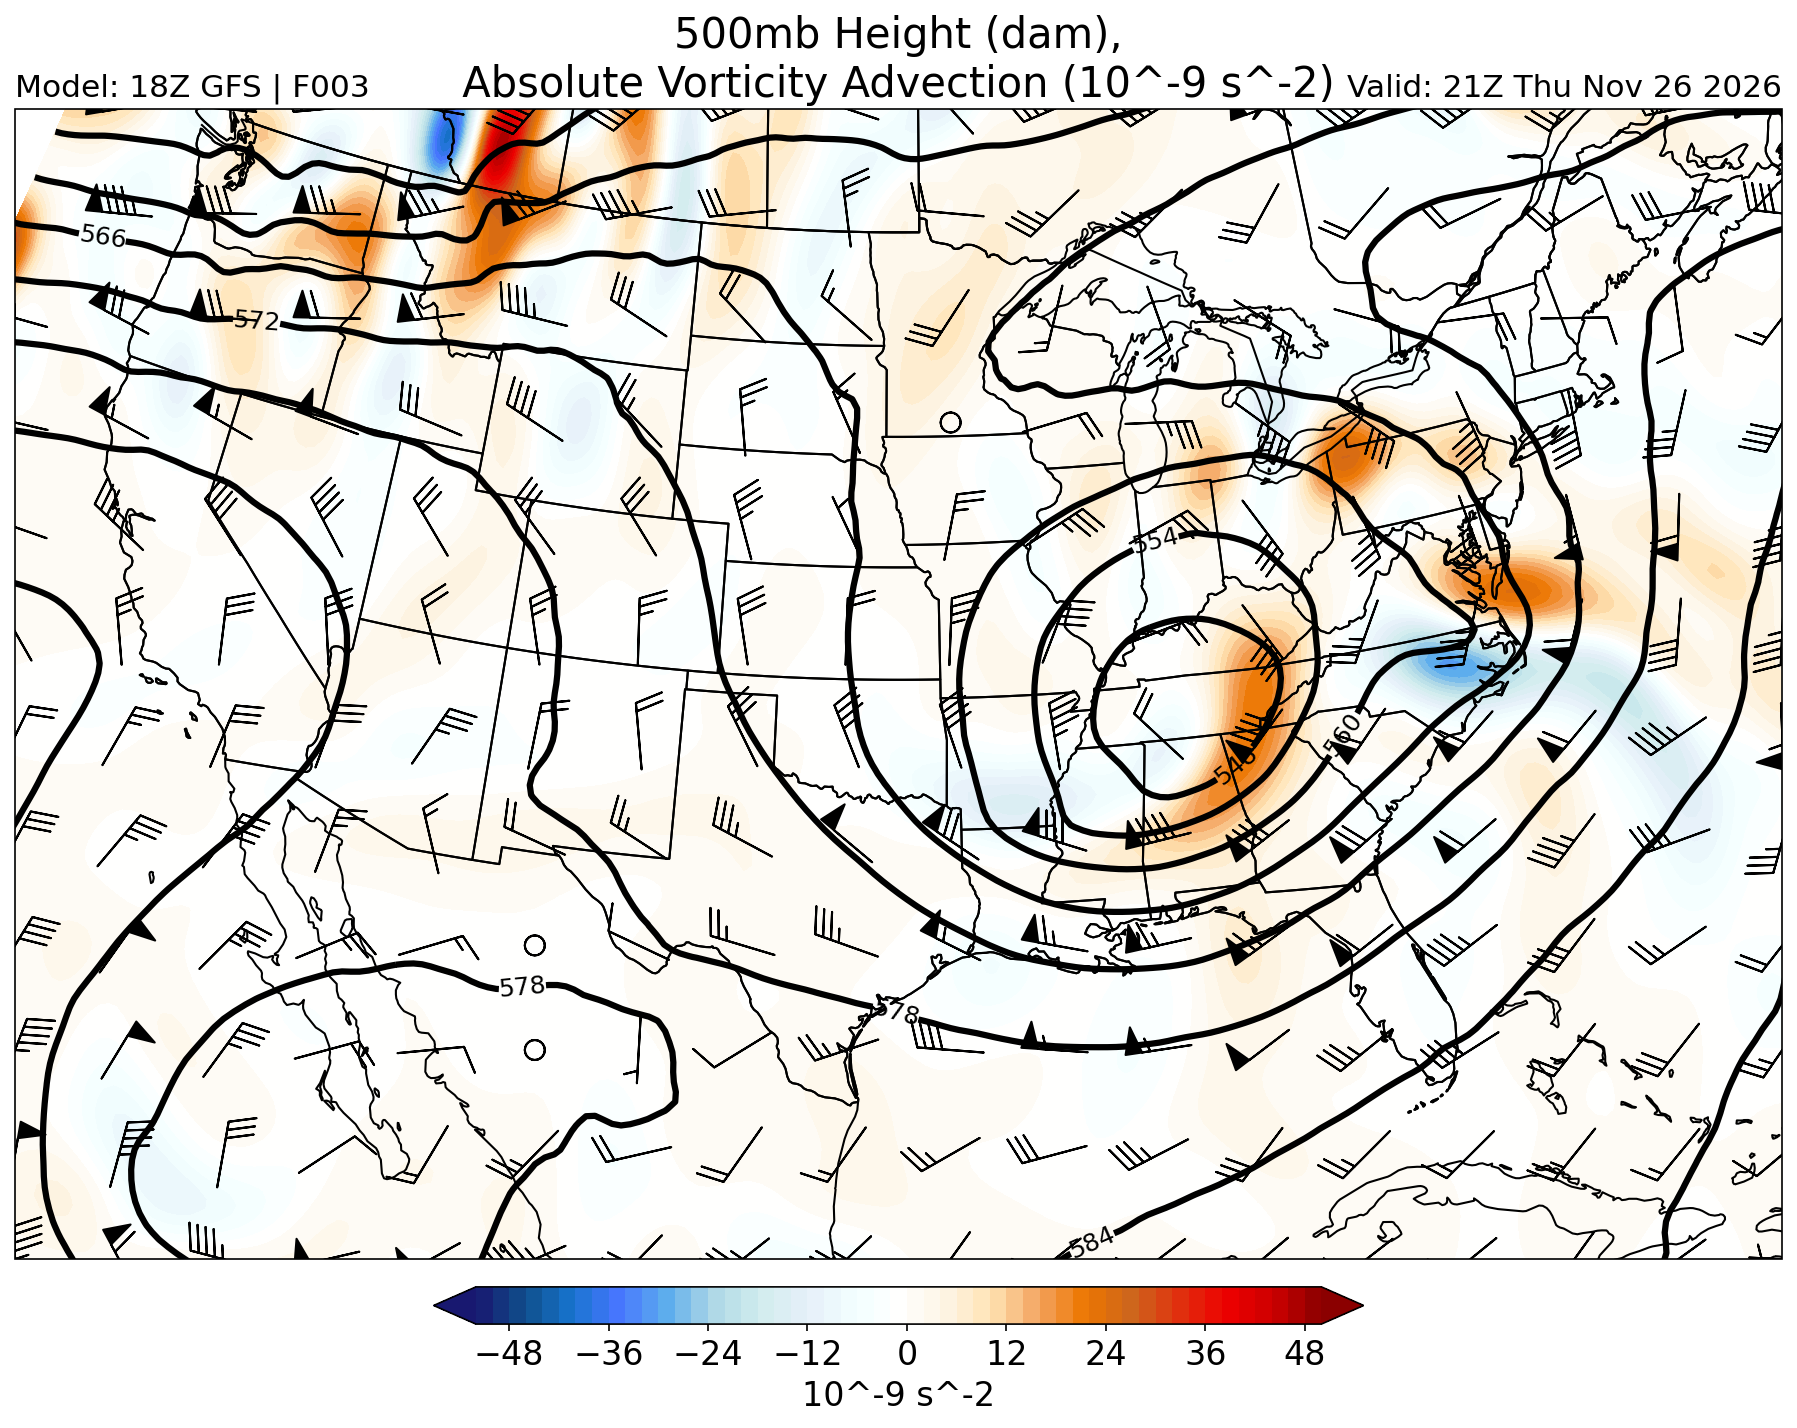 500mb Height (dam),
Model: 18Z GFS | F003
Absolute Vorticity Advection (10^-9 s^-2)
Valid: 21Z Thu Nov 26 2026
566
572
554
560
548
578
578
584
−48 −36 −24 −12 0 12 24 36 48
10^-9 s^-2